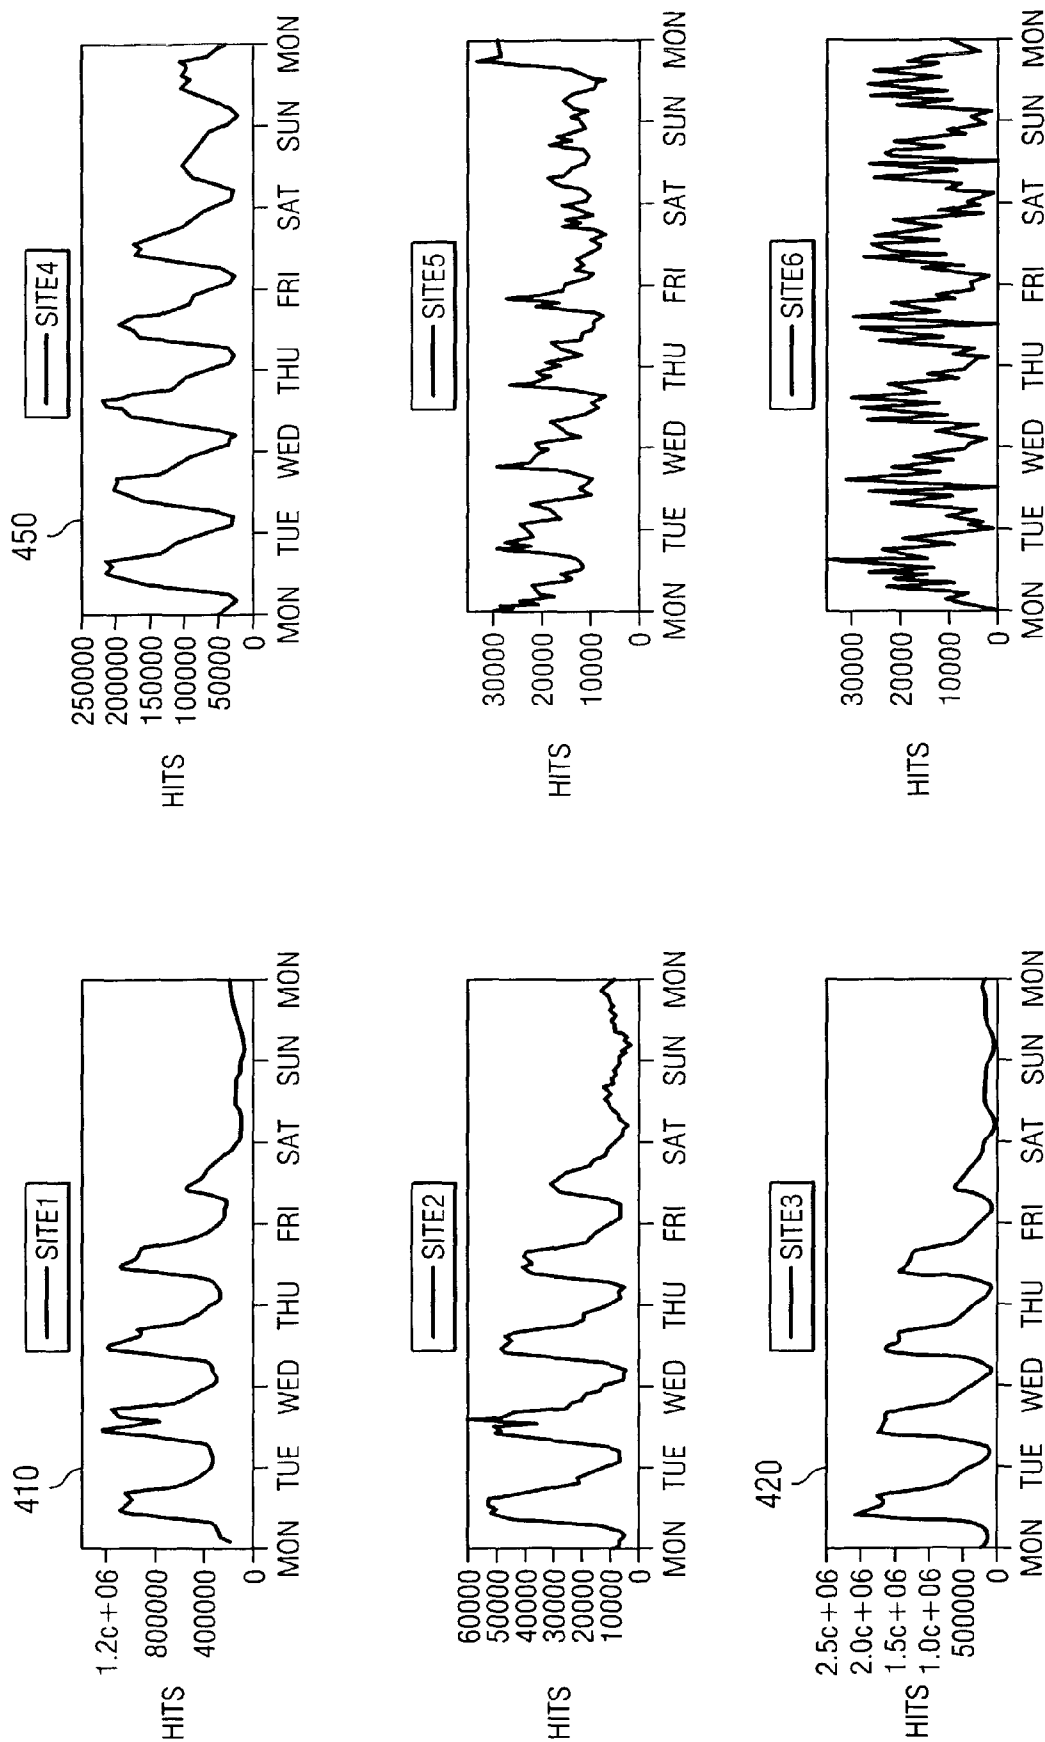 410
SITE1
HITS
1.2c+06
800000
400000
0
MON TUE WED THU FRI SAT SUN MON
SITE2
HITS
60000
50000
40000
30000
20000
10000
0
MON TUE WED THU FRI SAT SUN MON
420
SITE3
HITS
2.5c+06
2.0c+06
1.5c+06
1.0c+06
500000
0
MON TUE WED THU FRI SAT SUN MON
450
SITE4
HITS
250000
200000
150000
100000
50000
0
MON TUE WED THU FRI SAT SUN MON
SITE5
HITS
30000
20000
10000
0
MON TUE WED THU FRI SAT SUN MON
SITE6
HITS
30000
20000
10000
0
MON TUE WED THU FRI SAT SUN MON